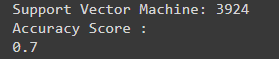 Support Vector Machine: 3924
Accuracy Score :
0.7